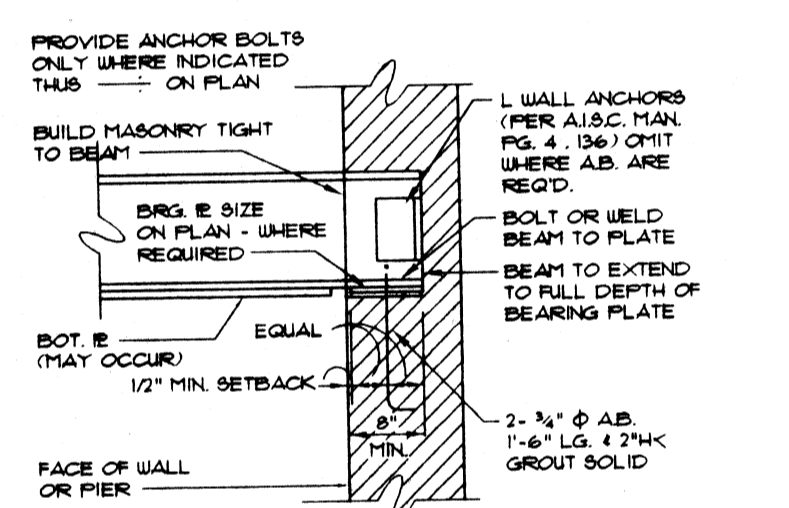 PROVIDE ANCHOR BOLTS
ONLY WHERE INDICATED
THUS ON PLAN
BUILD MASONRY TIGHT
TO BEAM
BRG. ⅊ SIZE
ON PLAN - WHERE
REQUIRED
BOT. ⅊
(MAY OCCUR)
EQUAL
1/2" MIN. SETBACK
8"
MIN.
FACE OF WALL
OR PIER
L WALL ANCHORS
(PER A.I.S.C. MAN.
PG. 4 . 136) OMIT
WHERE A.B. ARE
REQ'D.
BOLT OR WELD
BEAM TO PLATE
BEAM TO EXTEND
TO FULL DEPTH OF
BEARING PLATE
2- 3/4" Φ A.B.
1'-6" LG. & 2"HK
GROUT SOLID